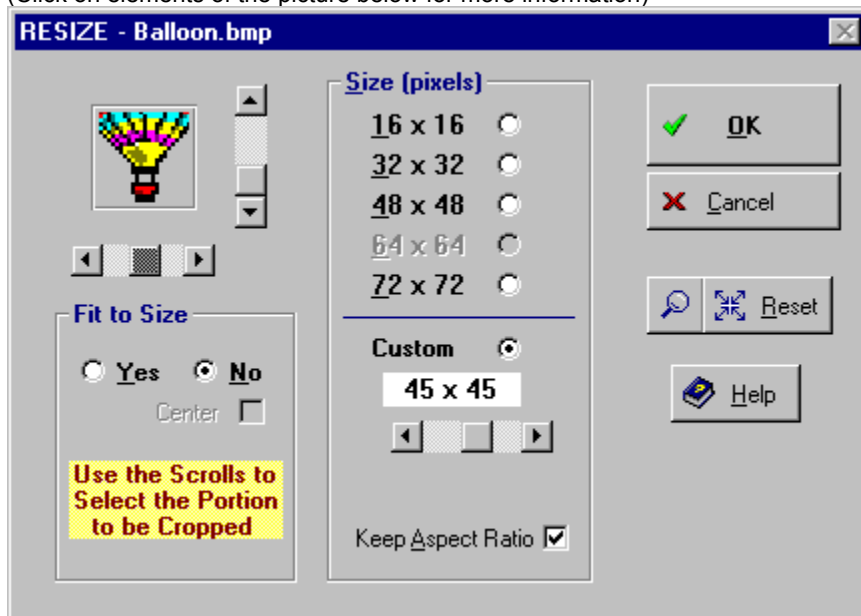 (Click on elements of the picture below for more information)
RESIZE - Balloon.bmp
Size (pixels)
16 x 16
32 x 32
48 x 48
64 x 64
72 x 72
Custom
45 x 45
Keep Aspect Ratio
OK
Cancel
Reset
Help
Fit to Size
Yes No
Center
Use the Scrolls to
Select the Portion
to be Cropped